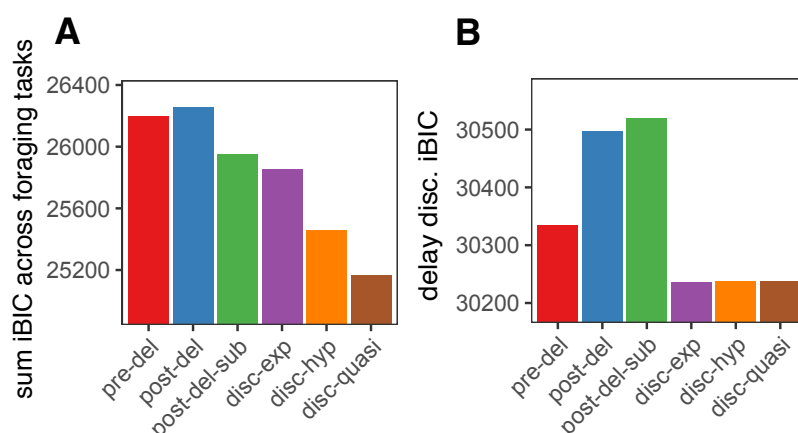 A
sum iBIC across foraging tasks
26400
26000
25600
25200
pre-del
post-del
post-del-sub
disc-exp
disc-hyp
disc-quasi
B
delay disc. iBIC
30500
30400
30300
30200
pre-del
post-del
post-del-sub
disc-exp
disc-hyp
disc-quasi